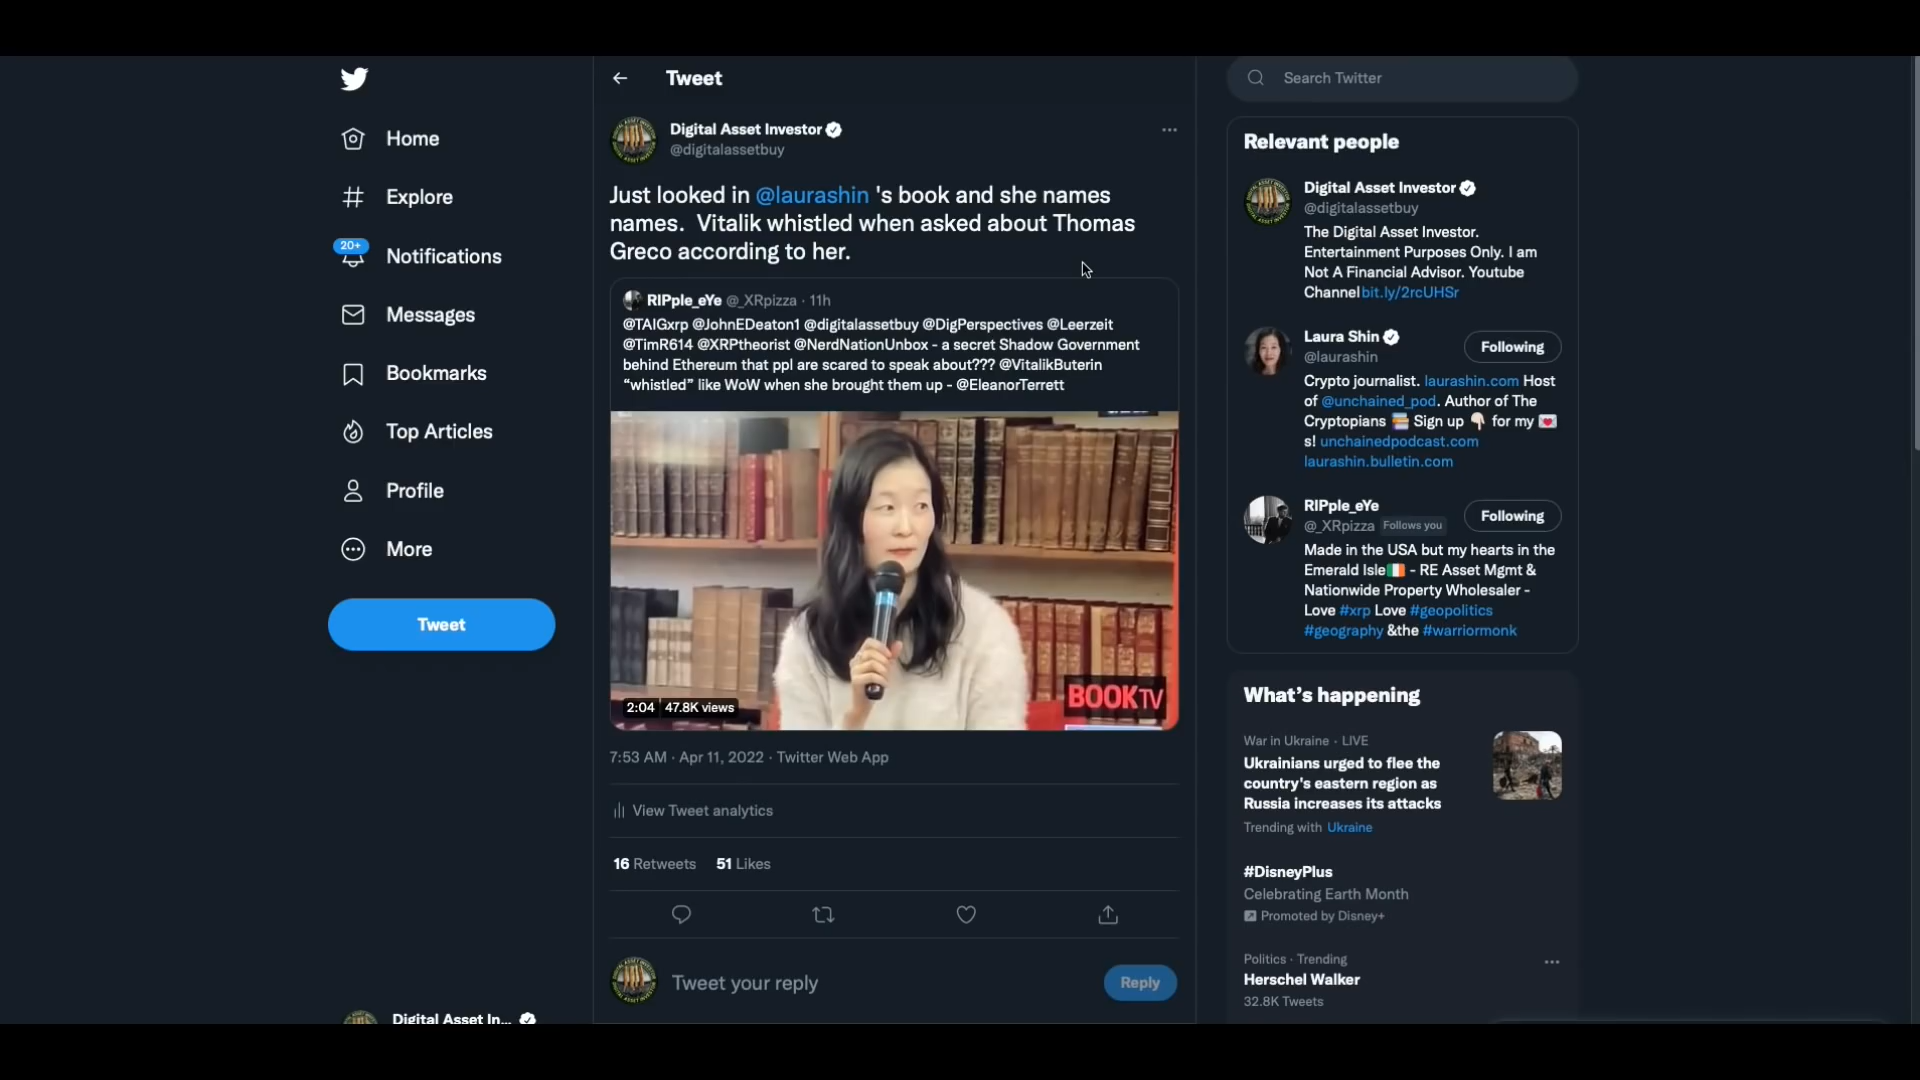 Home
Explore
20+
Notifications
Messages
Bookmarks
Top Articles
Profile
More
Tweet
Digital Asset In...
Tweet
Digital Asset Investor
@digitalassetbuy
Just looked in @laurashin 's book and she names
names.  Vitalik whistled when asked about Thomas
Greco according to her.
RIPple_eYe @_XRpizza · 11h
@TAIGxrp @JohnEDeaton1 @digitalassetbuy @DigPerspectives @Leerzeit
@TimR614 @XRPtheorist @NerdNationUnbox - a secret Shadow Government
behind Ethereum that ppl are scared to speak about??? @VitalikButerin
“whistled” like WoW when she brought them up - @EleanorTerrett
BOOKTV
2:04 47.8K views
7:53 AM · Apr 11, 2022 · Twitter Web App
View Tweet analytics
16 Retweets 51 Likes
Tweet your reply
Reply
Search Twitter
Relevant people
Digital Asset Investor
@digitalassetbuy
The Digital Asset Investor.
Entertainment Purposes Only. I am
Not A Financial Advisor. Youtube
Channel bit.ly/2rcUHSr
Laura Shin
@laurashin
Following
Crypto journalist. laurashin.com Host
of @unchained_pod. Author of The
Cryptopians 📚 Sign up 👇🏻 for my 💌
s! unchainedpodcast.com
laurashin.bulletin.com
RIPple_eYe
@_XRpizza Follows you
Following
Made in the USA but my hearts in the
Emerald Isle🇮🇪 - RE Asset Mgmt &
Nationwide Property Wholesaler -
Love #xrp Love #geopolitics
#geography &the #warriormonk
What's happening
War in Ukraine · LIVE
Ukrainians urged to flee the
country's eastern region as
Russia increases its attacks
Trending with Ukraine
#DisneyPlus
Celebrating Earth Month
Promoted by Disney+
Politics · Trending
Herschel Walker
32.8K Tweets